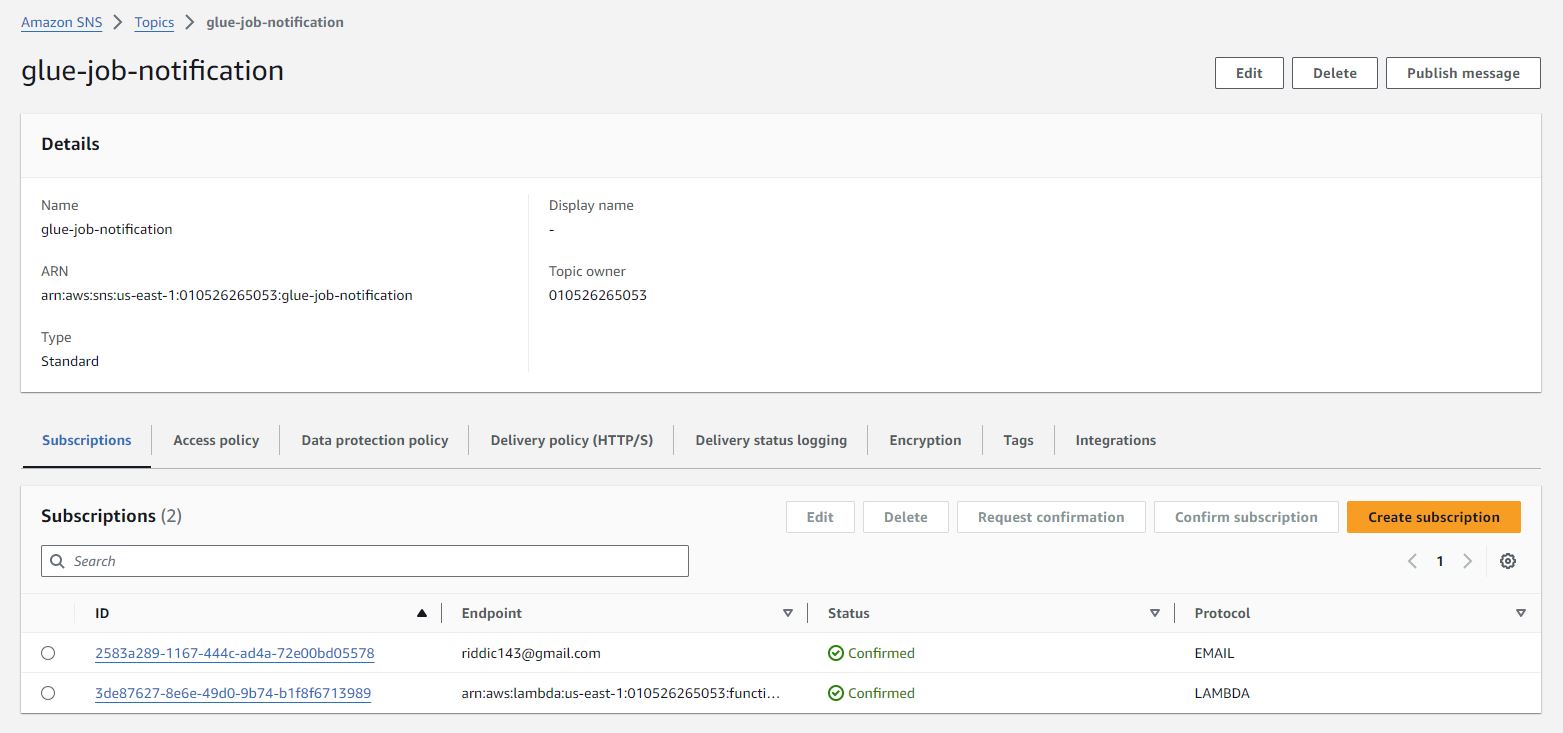 Amazon SNS > Topics > glue-job-notification
glue-job-notification
Edit Delete Publish message
Details
Name Display name
glue-job-notification -
ARN Topic owner
arn:aws:sns:us-east-1:010526265053:glue-job-notification 010526265053
Type
Standard
Subscriptions Access policy Data protection policy Delivery policy (HTTP/S) Delivery status logging Encryption Tags Integrations
Subscriptions (2) Edit Delete Request confirmation Confirm subscription Create subscription
Search 1
ID Endpoint Status Protocol
2583a289-1167-444c-ad4a-72e00bd05578 riddic143@gmail.com Confirmed EMAIL
3de87627-8e6e-49d0-9b74-b1f8f6713989 arn:aws:lambda:us-east-1:010526265053:functi... Confirmed LAMBDA